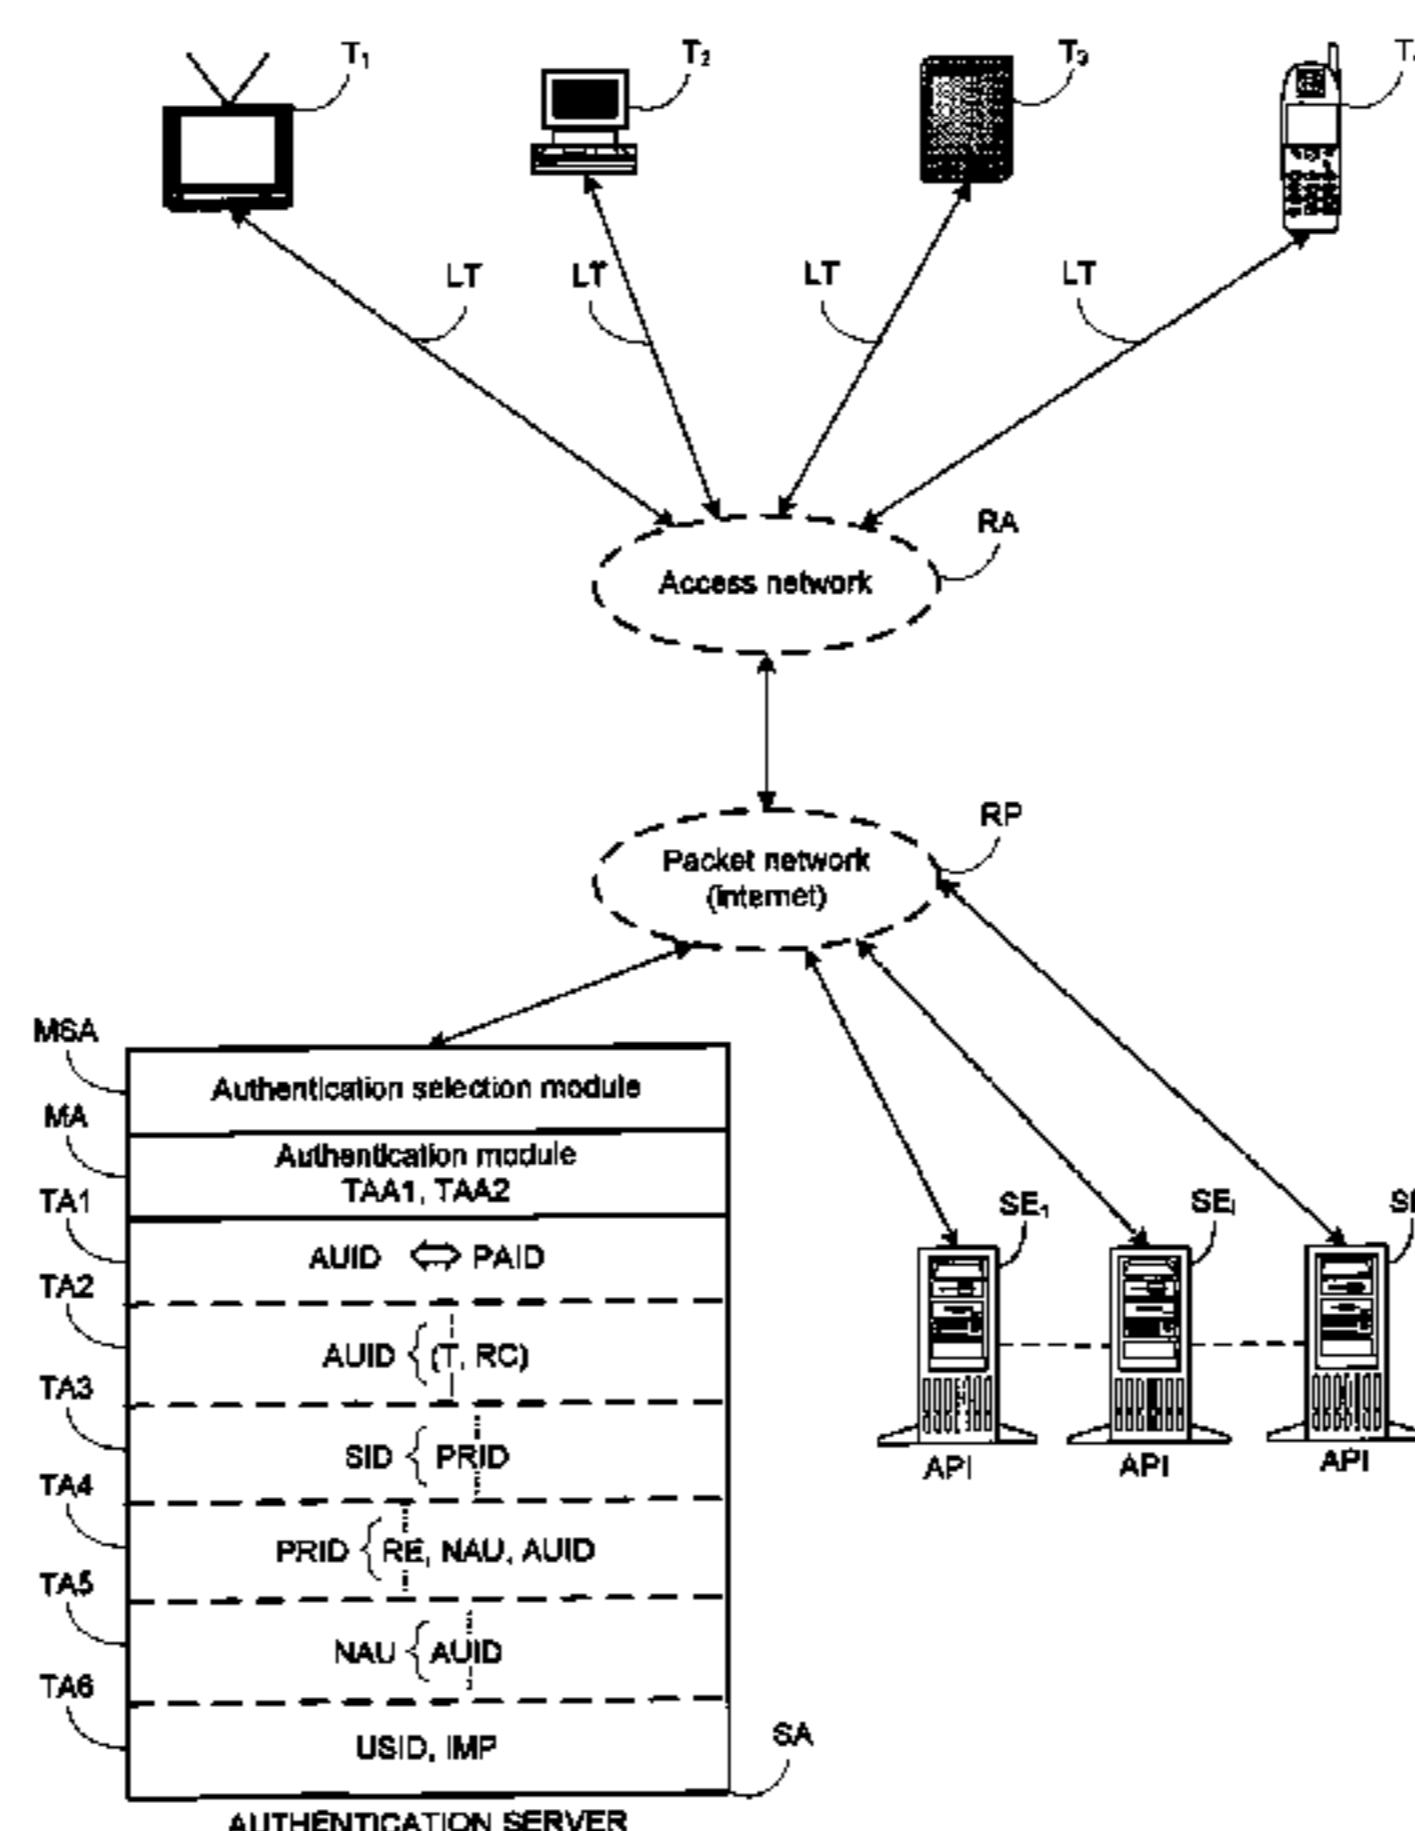 T1
T2
T3
LT
LT
LT
LT
RA
Access network
RP
Packet network
(internet)
MSA
Authentication selection module
MA
Authentication module
TAA1, TAA2
TA1
AUID ⇔ PAID
TA2
AUID { (T, RC)
TA3
SID { PRID
TA4
PRID { RE, NAU, AUID
TA5
NAU { AUID
TA6
USID, IMP
SA
AUTHENTICATION SERVER
SE1
SEi
API
API
API